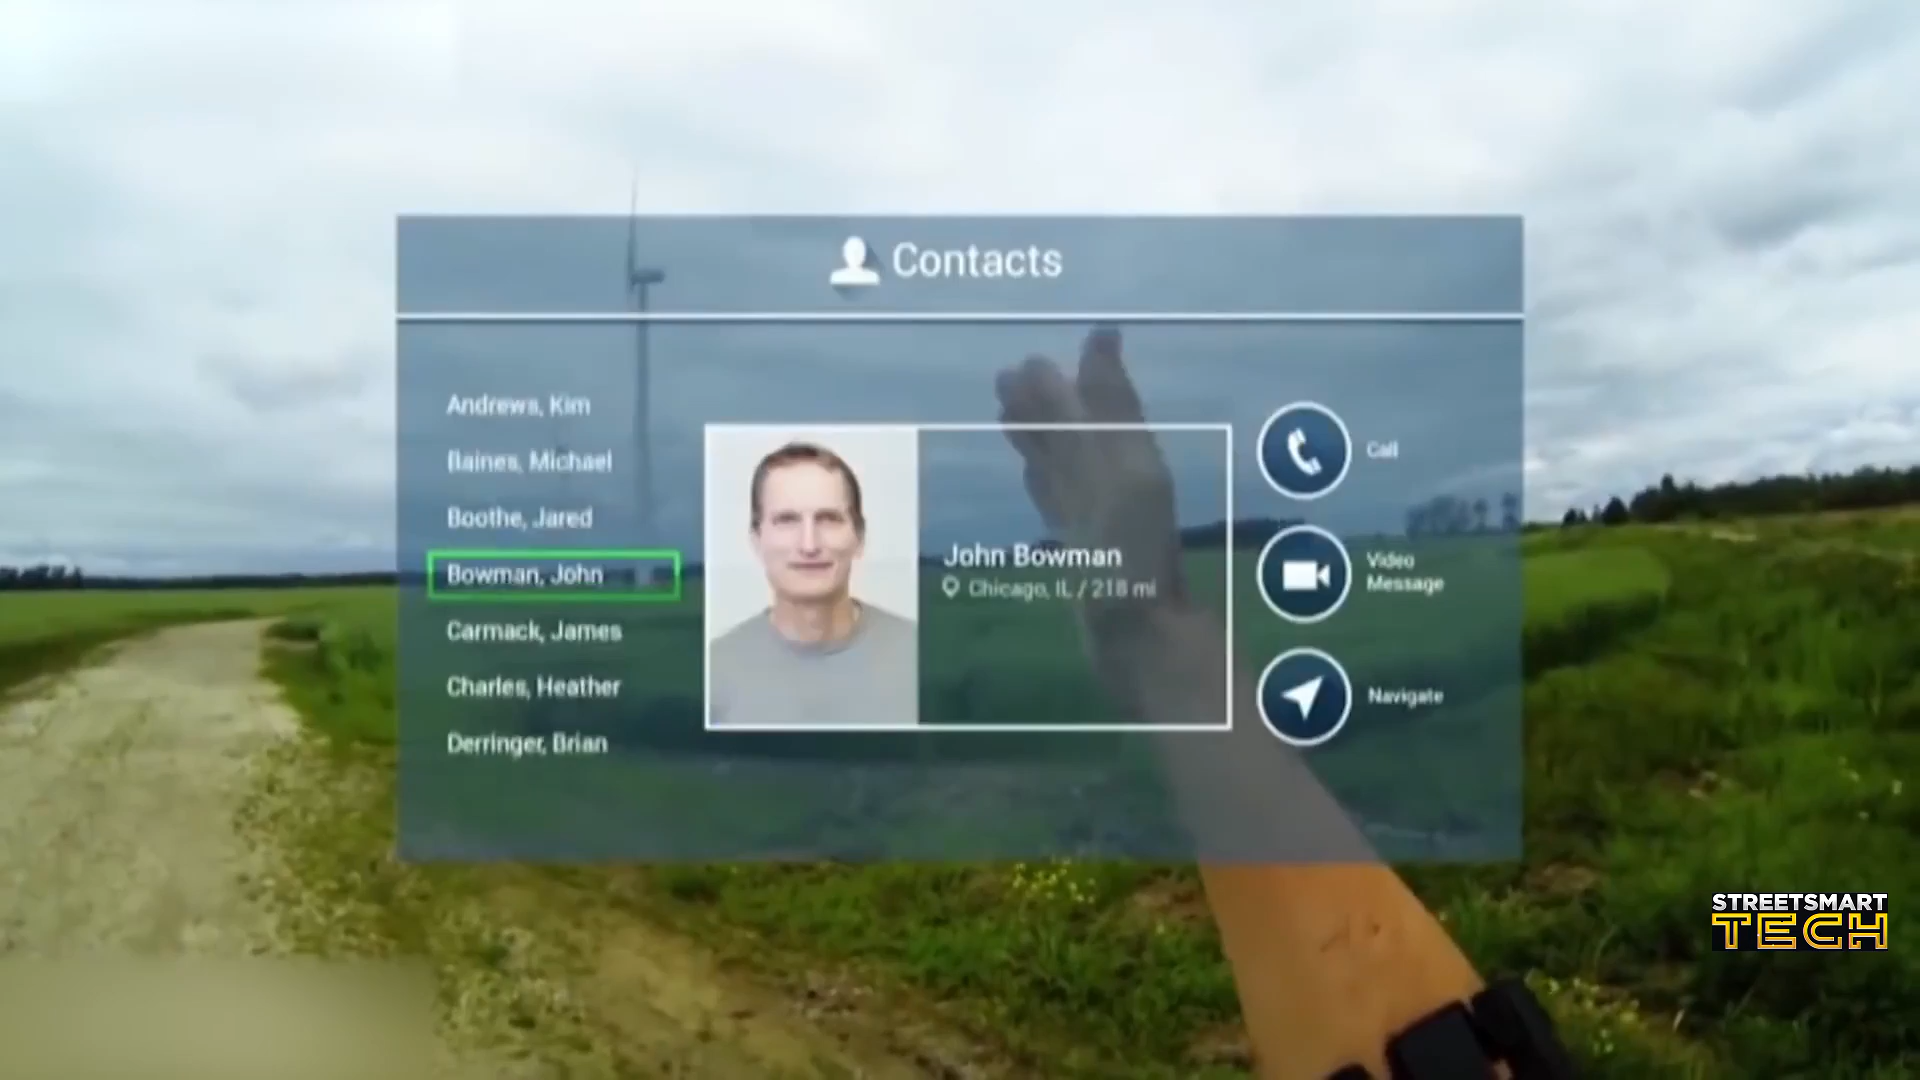 Contacts
Andrews, Kim
Baines, Michael
Boothe, Jared
Bowman, John
Carmack, James
Charles, Heather
Derringer, Brian
John Bowman
Chicago, IL / 218 mi
Call
Video
Message
Navigate
STREETSMART
TECH